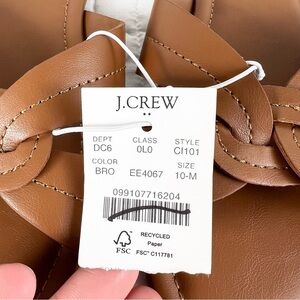 J.CREW
DEPT CLASS STYLE
DC6 0L0 CI101
COLOR SIZE
BRO EE4067 10-M
099107716204
RECYCLED
Paper
FSC FSC® C117781